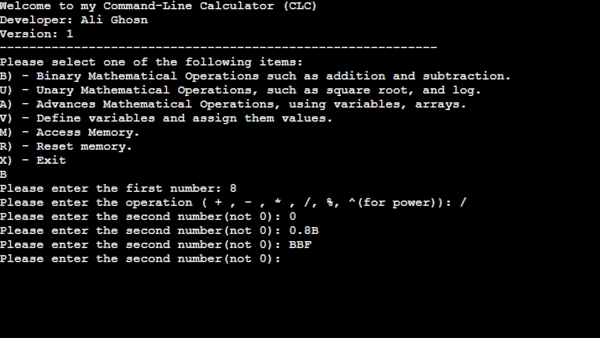 Welcome to my Command-Line Calculator (CLC)
Developer: Ali Ghosn
Version: 1
-----------------------------------------------------------
Please select one of the following items:
B) - Binary Mathematical Operations such as addition and subtraction.
U) - Unary Mathematical Operations, such as square root, and log.
A) - Advances Mathematical Operations, using variables, arrays.
V) - Define variables and assign them values.
M) - Access Memory.
R) - Reset memory.
X) - Exit
B
Please enter the first number: 8
Please enter the operation ( + , - , * , /, %, ^(for power)): /
Please enter the second number(not 0): 0
Please enter the second number(not 0): 0.8B
Please enter the second number(not 0): BBF
Please enter the second number(not 0):